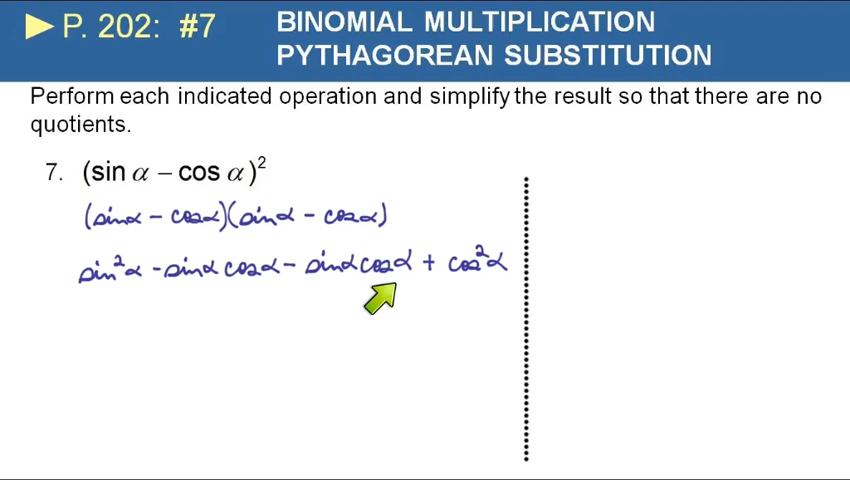 ► P. 202: #7
BINOMIAL MULTIPLICATION
PYTHAGOREAN SUBSTITUTION
Perform each indicated operation and simplify the result so that there are no
quotients.
7. (sin α − cos α)²
(sinα − cosα)(sinα − cosα)
sin²α - sinα cosα − sinα cosα + cos²α